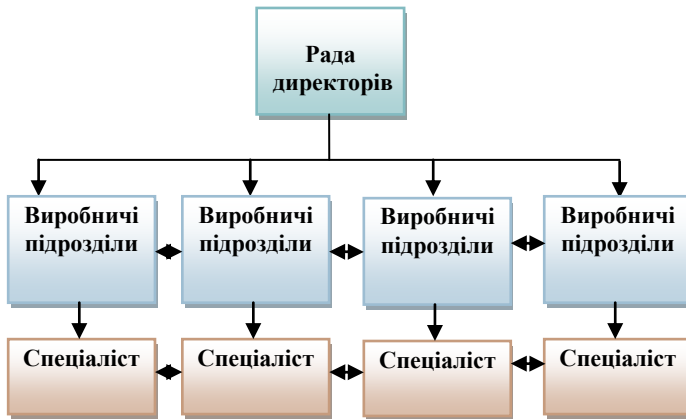 Рада
директорів
Виробничі
підрозділи
Виробничі
підрозділи
Виробничі
підрозділи
Виробничі
підрозділи
Спеціаліст
Спеціаліст
Спеціаліст
Спеціаліст